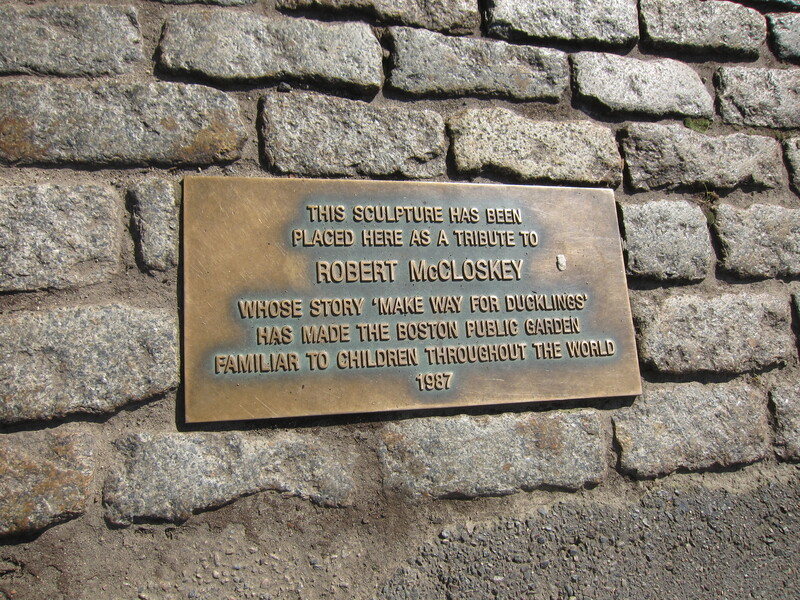 THIS SCULPTURE HAS BEEN
PLACED HERE AS A TRIBUTE TO
ROBERT McCLOSKEY
WHOSE STORY 'MAKE WAY FOR DUCKLINGS'
HAS MADE THE BOSTON PUBLIC GARDEN
FAMILIAR TO CHILDREN THROUGHOUT THE WORLD
1987